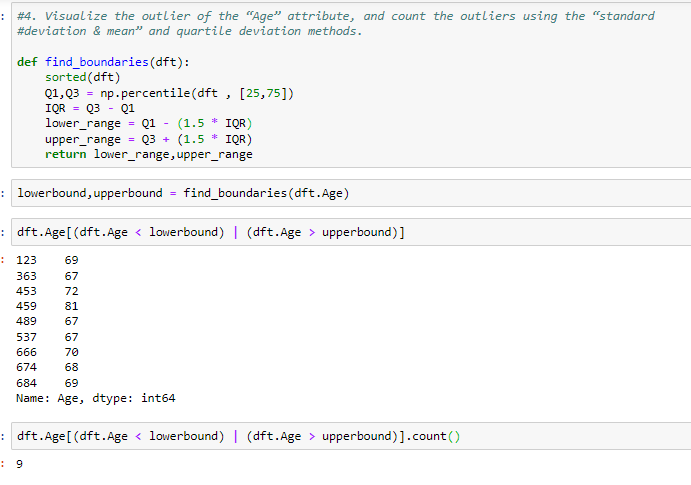 : #4. Visualize the outlier of the “Age” attribute, and count the outliers using the “standard
#deviation & mean” and quartile deviation methods.
def find_boundaries(dft):
    sorted(dft)
    Q1,Q3 = np.percentile(dft , [25,75])
    IQR = Q3 - Q1
    lower_range = Q1 - (1.5 * IQR)
    upper_range = Q3 + (1.5 * IQR)
    return lower_range,upper_range
: lowerbound,upperbound = find_boundaries(dft.Age)
: dft.Age[(dft.Age < lowerbound) | (dft.Age > upperbound)]
: 123    69
363    67
453    72
459    81
489    67
537    67
666    70
674    68
684    69
Name: Age, dtype: int64
: dft.Age[(dft.Age < lowerbound) | (dft.Age > upperbound)].count()
: 9